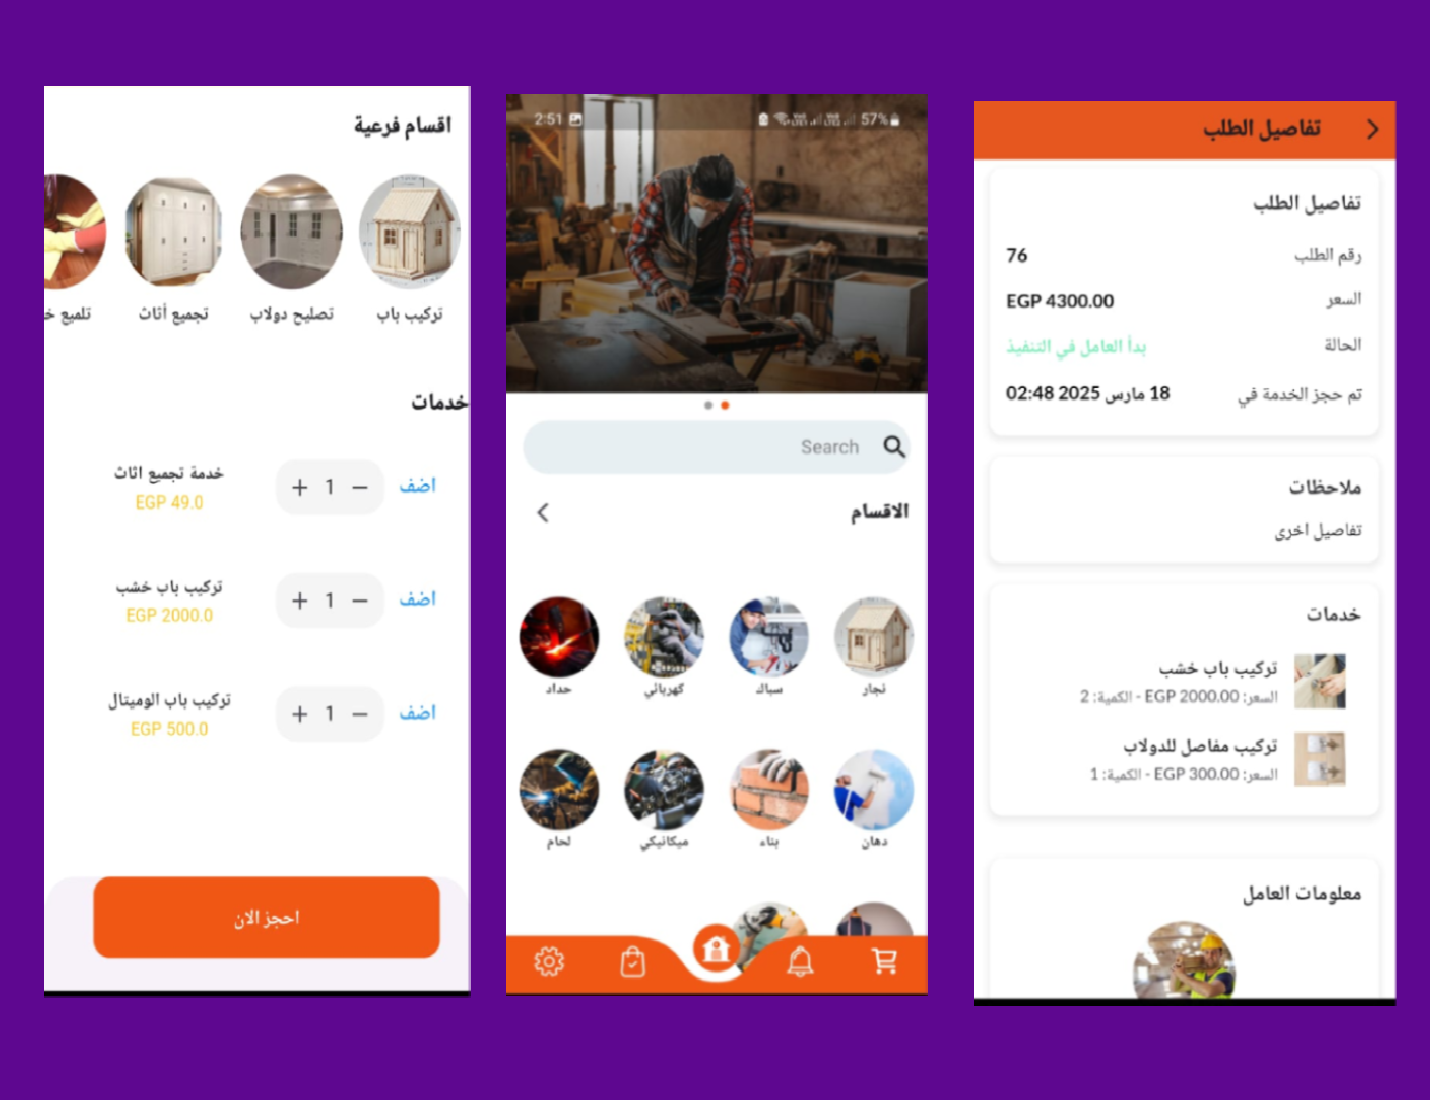 اقسام فرعية
تركيب باب
تصليح دولاب
تجميع أثاث
تلميع خ
خدمات
اضف
− 1 +
خدمة تجميع اثاث
EGP 49.0
اضف
− 1 +
تركيب باب خشب
EGP 2000.0
اضف
− 1 +
تركيب باب الوميتال
EGP 500.0
احجز الان
2:51
57%
Search
الاقسام
نجار
سباك
كهربائي
حداد
دهان
بناء
ميكانيكي
لحام
تفاصيل الطلب
تفاصيل الطلب
رقم الطلب 76
السعر EGP 4300.00
الحالة بدأ العامل في التنفيذ
تم حجز الخدمة في 18 مارس 2025 02:48
ملاحظات
تفاصيل اخرى
خدمات
تركيب باب خشب
السعر: EGP 2000.00 - الكمية: 2
تركيب مفاصل للدولاب
السعر: EGP 300.00 - الكمية: 1
معلومات العامل